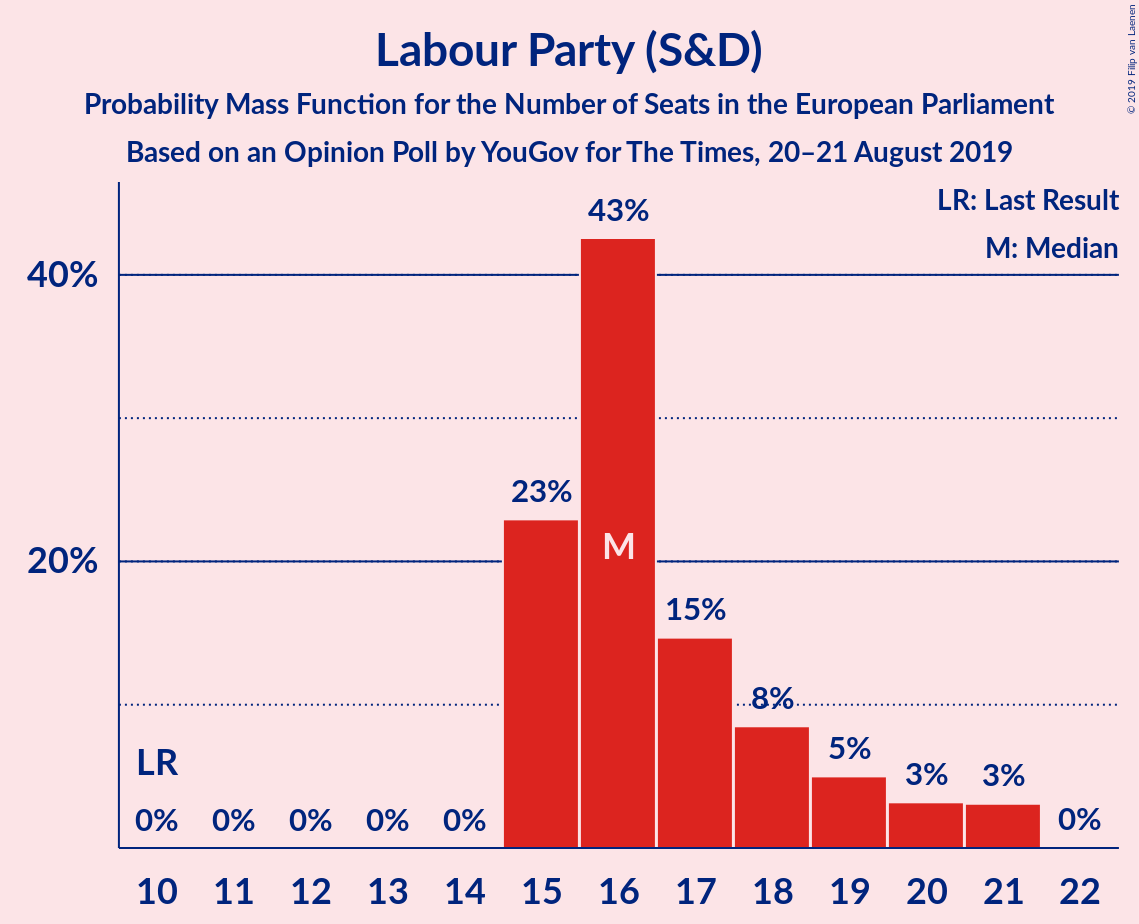 Labour Party (S&D)
Probability Mass Function for the Number of Seats in the European Parliament
Based on an Opinion Poll by YouGov for The Times, 20–21 August 2019
© 2019 Filip van Laenen
LR: Last Result
M: Median
40%
20%
43%
23%
M
15%
8%
5%
3%
3%
LR
0%
0%
0%
0%
0%
0%
10 11 12 13 14 15 16 17 18 19 20 21 22